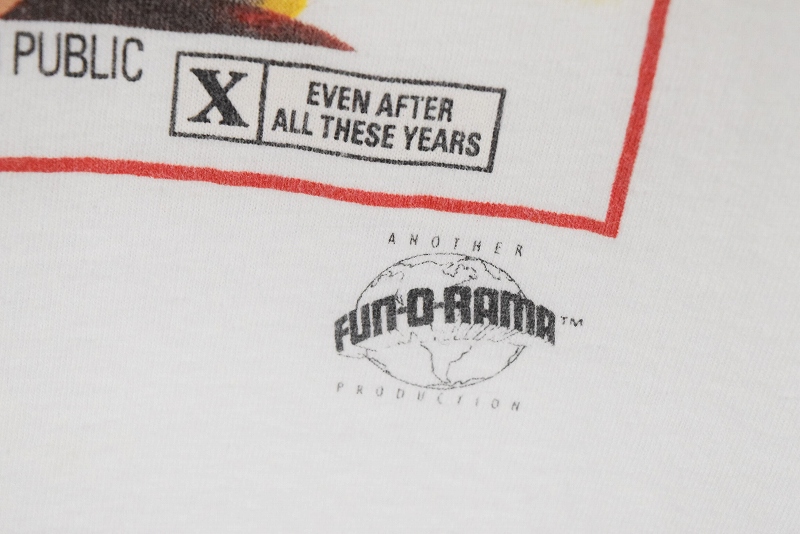 PUBLIC
X
EVEN AFTER
ALL THESE YEARS
ANOTHER
FUN-O-RAMA™
PRODUCTION